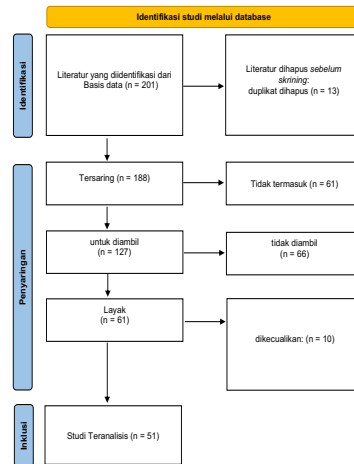 Identifikasi studi melalui database
Identifikasi
Literatur yang diidentifikasi dari
Basis data (n = 201)
Literatur dihapus sebelum
skrining:
duplikat dihapus (n = 13)
Penyaringan
Tersaring (n = 188)
Tidak termasuk (n = 61)
untuk diambil
(n = 127)
tidak diambil
(n = 66)
Layak
(n = 61)
dikecualikan: (n = 10)
Inklusi
Studi Teranalisis (n = 51)